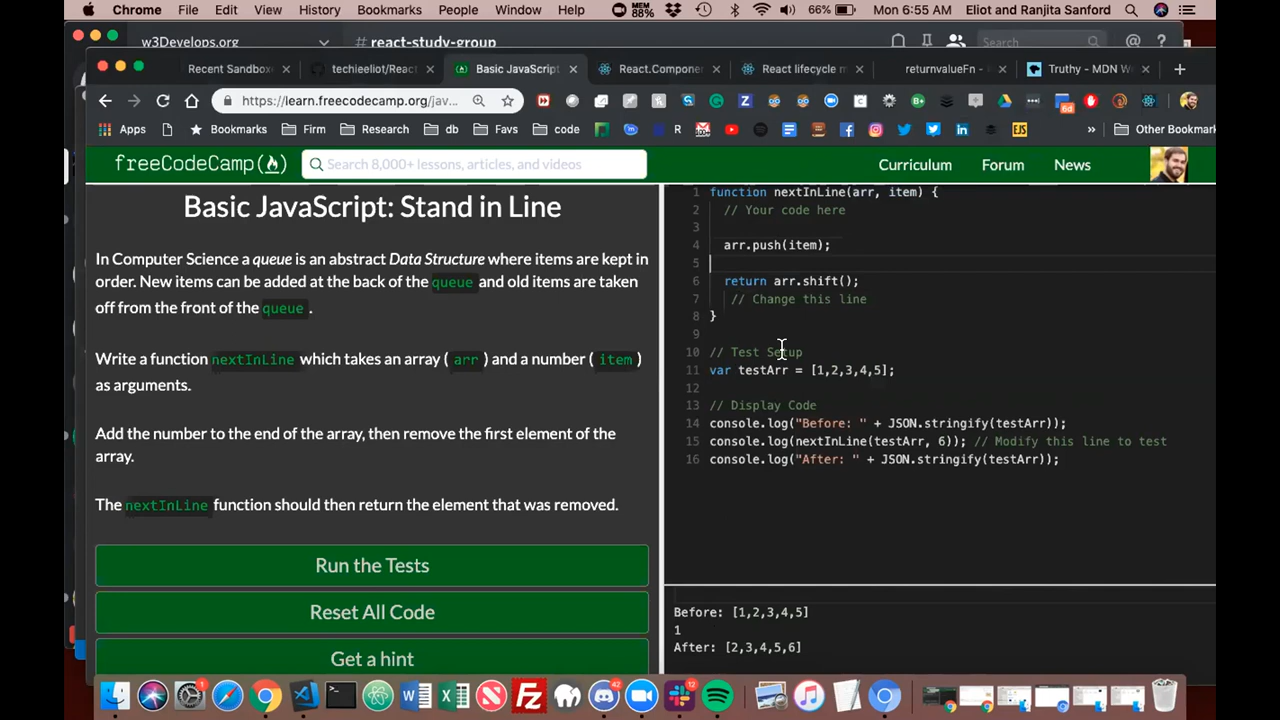 Chrome File Edit View History Bookmarks People Window Help MEM 88% 66% Mon 6:55 AM Eliot and Ranjita Sanford
w3Develops.org # react-study-group Search
Recent Sandbox techieeliot/React Basic JavaScript React.Compone React lifecycle m returnvalueFn - Truthy - MDN W
https://learn.freecodecamp.org/jav...
Apps Bookmarks Firm Research db Favs code R 100+ EJS » Other Bookmark
freeCodeCamp Search 8,000+ lessons, articles, and videos Curriculum Forum News
Basic JavaScript: Stand in Line
In Computer Science a queue is an abstract Data Structure where items are kept in
order. New items can be added at the back of the queue and old items are taken
off from the front of the queue .
Write a function nextInLine which takes an array ( arr ) and a number ( item )
as arguments.
Add the number to the end of the array, then remove the first element of the
array.
The nextInLine function should then return the element that was removed.
Run the Tests
Reset All Code
Get a hint
1 function nextInLine(arr, item) {
2 // Your code here
3
4 arr.push(item);
5
6 return arr.shift();
7 // Change this line
8 }
9
10 // Test Setup
11 var testArr = [1,2,3,4,5];
12
13 // Display Code
14 console.log("Before: " + JSON.stringify(testArr));
15 console.log(nextInLine(testArr, 6)); // Modify this line to test
16 console.log("After: " + JSON.stringify(testArr));
Before: [1,2,3,4,5]
1
After: [2,3,4,5,6]